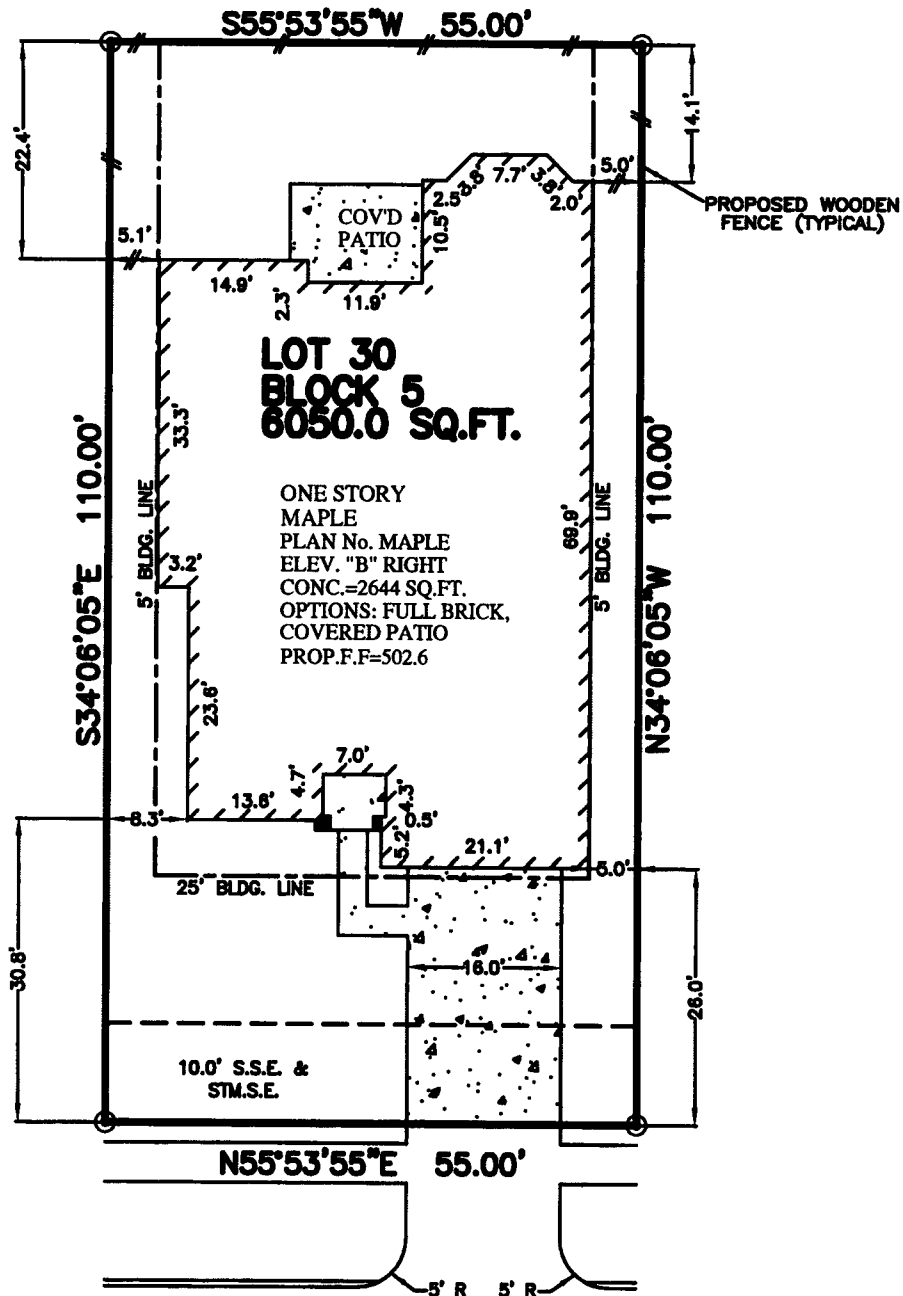 S55°53'55"W 55.00'
22.4'
14.1'
5.0'
PROPOSED WOODEN
FENCE (TYPICAL)
2.5'
3.8'
7.7'
3.8'
2.0'
COV'D
PATIO
10.5'
5.1'
14.9'
2.3'
11.9'
LOT 30
BLOCK 5
6050.0 SQ.FT.
33.3'
S34°06'05"E 110.00'
5' BLDG. LINE
ONE STORY
MAPLE
PLAN No. MAPLE
ELEV. "B" RIGHT
CONC.=2644 SQ.FT.
OPTIONS: FULL BRICK,
COVERED PATIO
PROP.F.F=502.6
69.9'
5' BLDG. LINE
N34°06'05"W 110.00'
3.2'
23.6'
7.0'
4.7'
4.3'
13.6'
0.5'
8.3'
5.2'
21.1'
5.0'
25' BLDG. LINE
30.8'
16.0'
26.0'
10.0' S.S.E. &
STM.S.E.
N55°53'55"E 55.00'
5' R 5' R